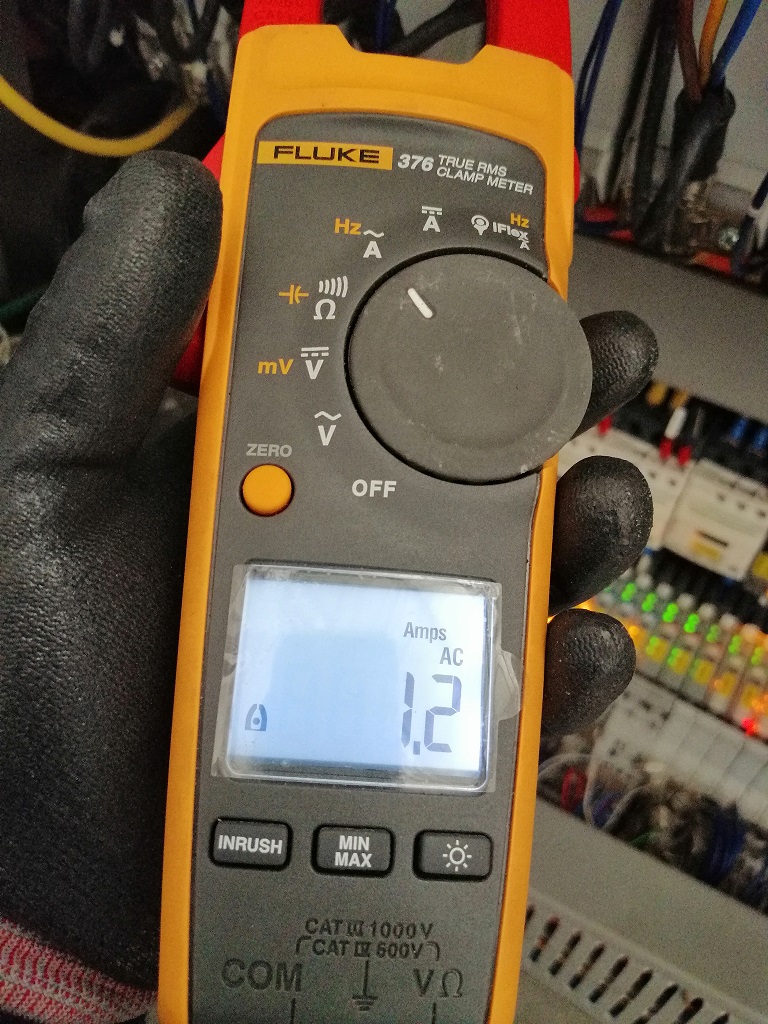 FLUKE 376 TRUE RMS
CLAMP METER
Hz A
A
Hz
iFlex
A
Ω
mV V
V
ZERO
OFF
Amps
AC
1.2
INRUSH
MIN
MAX
CAT III 1000V
CAT IV 600V
COM
VΩ